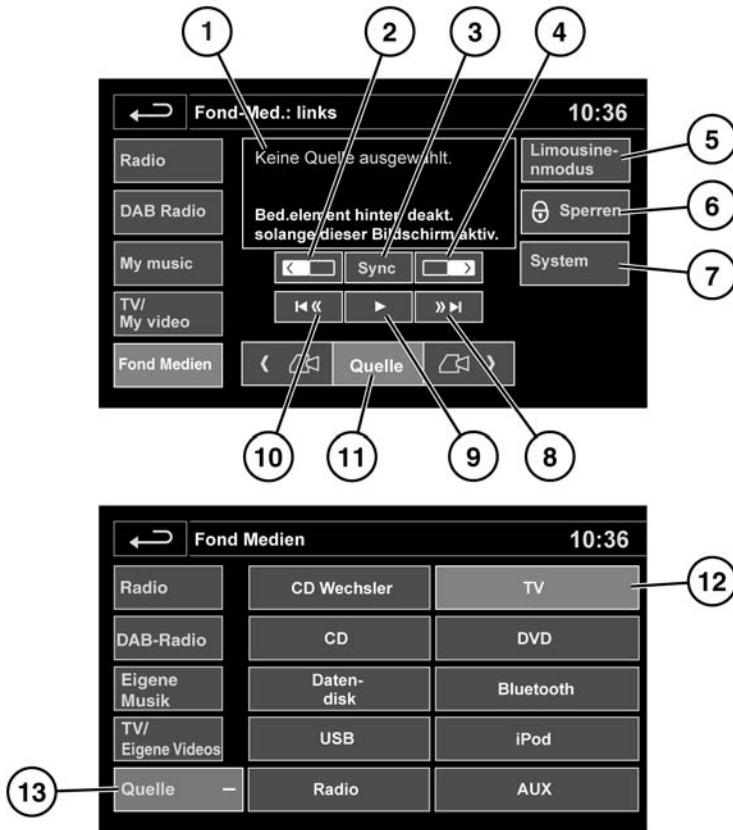 1
2
3
4
Fond-Med.: links
10:36
Radio
Keine Quelle ausgewählt.
Limousine-
nmodus
5
DAB Radio
Sperren
6
Bed.element hinten deakt.
solange dieser Bildschirm aktiv.
My music
Sync
System
7
TV/
My video
Fond Medien
Quelle
10
11
9
8
Fond Medien
10:36
Radio
CD Wechsler
TV
12
DAB-Radio
CD
DVD
Eigene
Musik
Daten-
disk
Bluetooth
TV/
Eigene Videos
USB
iPod
13
Quelle –
Radio
AUX